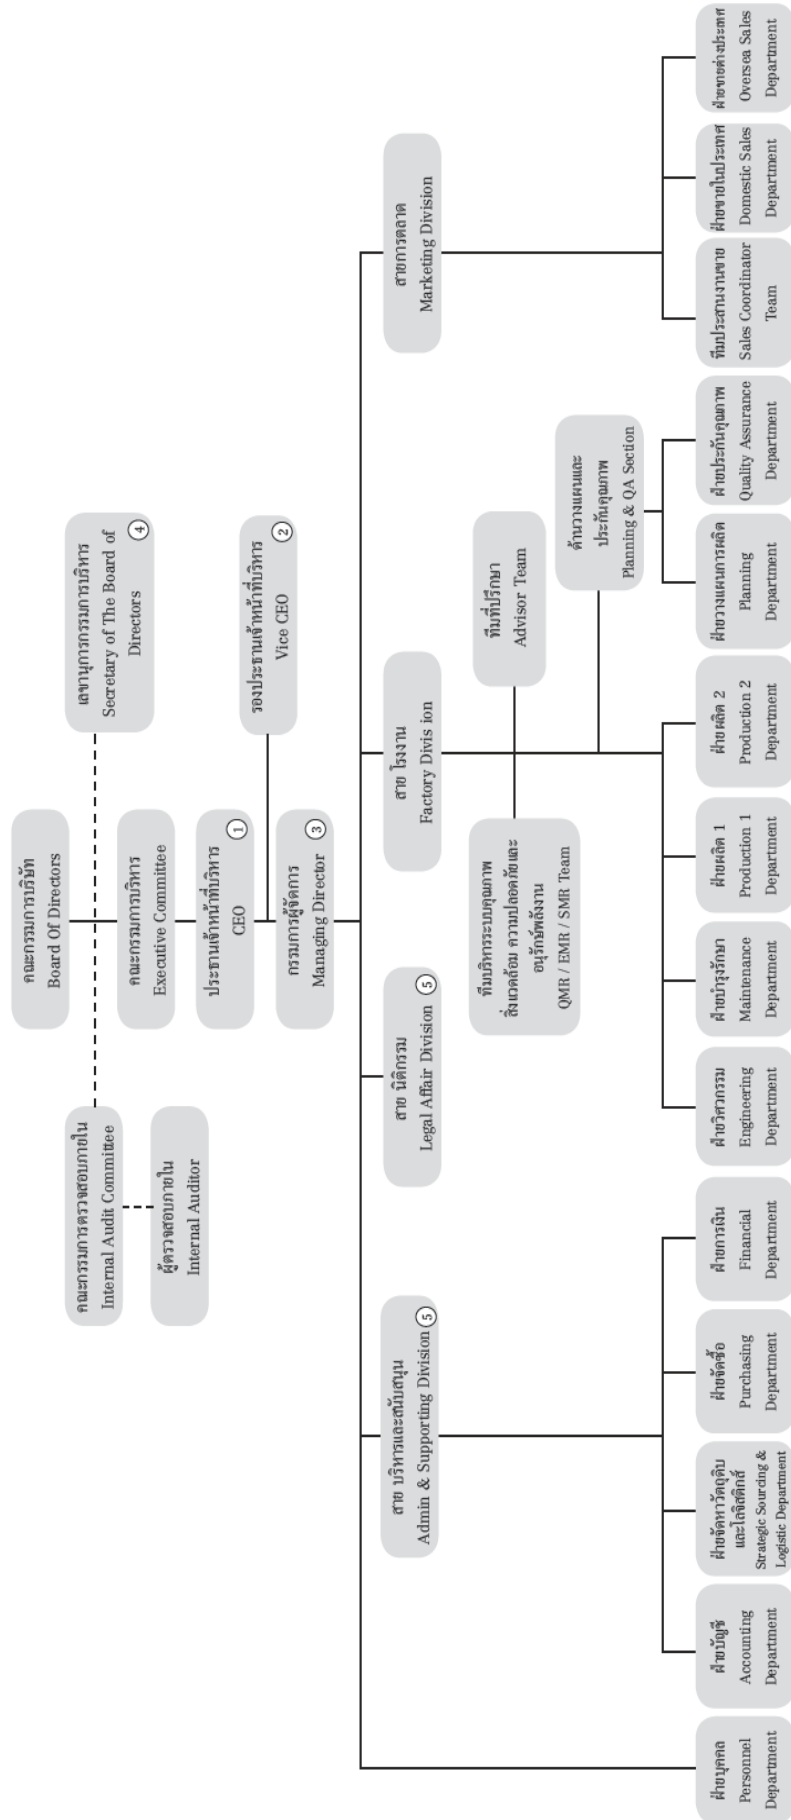 คณะกรรมการบริษัท
Board Of Directors
คณะกรรมการตรวจสอบภายใน
Internal Audit Committee
เลขานุการกรรมการบริหาร
Secretary of The Board of
Directors
4
ผู้ตรวจสอบภายใน
Internal Auditor
คณะกรรมการบริหาร
Executive Committee
ประธานเจ้าหน้าที่บริหาร
CEO
1
รองประธานเจ้าหน้าที่บริหาร
Vice CEO
2
กรรมการผู้จัดการ
Managing Director
3
สาย บริหารและสนับสนุน
Admin & Supporting Division
5
สาย นิติกรรม
Legal Affair Division
5
สาย โรงงาน
Factory Divis ion
สายการตลาด
Marketing Division
ทีมบริหารระบบคุณภาพ
สิ่งแวดล้อม ความปลอดภัยและ
อนุรักษ์พลังงาน
QMR / EMR / SMR Team
ทีมที่ปรึกษา
Advisor Team
ด้านวางแผนและ
ประกันคุณภาพ
Planning & QA Section
ฝ่ายบุคคล
Personnel
Department
ฝ่ายบัญชี
Accounting
Department
ฝ่ายจัดหาวัตถุดิบ
และโลจิสติกส์
Strategic Sourcing &
Logistic Department
ฝ่ายจัดซื้อ
Purchasing
Department
ฝ่ายการเงิน
Financial
Department
ฝ่ายวิศวกรรม
Engineering
Department
ฝ่ายบำรุงรักษา
Maintenance
Department
ฝ่ายผลิต 1
Production 1
Department
ฝ่ายผลิต 2
Production 2
Department
ฝ่ายวางแผนการผลิต
Planning
Department
ฝ่ายประกันคุณภาพ
Quality Assurance
Department
ทีมประสานงานขาย
Sales Coordinator
Team
ฝ่ายขายในประเทศ
Domestic Sales
Department
ฝ่ายขายต่างประเทศ
Oversea Sales
Department